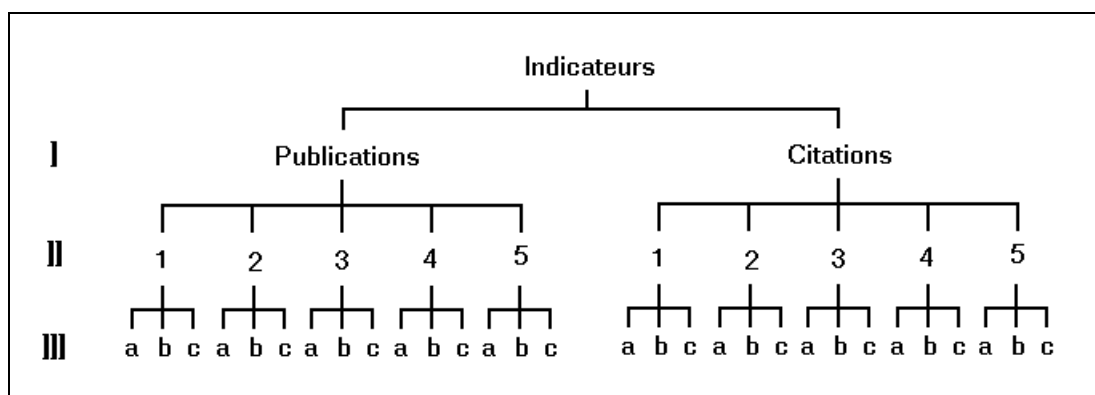 Indicateurs
I Publications Citations
II 1 2 3 4 5 1 2 3 4 5
III a b c a b c a b c a b c a b c a b c a b c a b c a b c a b c